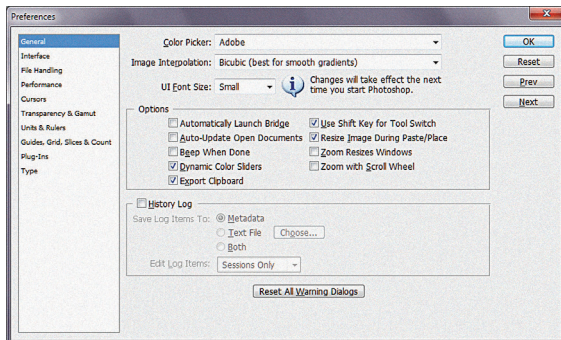 Preferences
General
Interface
File Handling
Performance
Cursors
Transparency & Gamut
Units & Rulers
Guides, Grid, Slices & Count
Plug-Ins
Type
Color Picker: Adobe
Image Interpolation: Bicubic (best for smooth gradients)
UI Font Size: Small
Changes will take effect the next
time you start Photoshop.
Options
Automatically Launch Bridge
Auto-Update Open Documents
Beep When Done
Dynamic Color Sliders
Export Clipboard
Use Shift Key for Tool Switch
Resize Image During Paste/Place
Zoom Resizes Windows
Zoom with Scroll Wheel
History Log
Save Log Items To: Metadata
Text File Choose...
Both
Edit Log Items: Sessions Only
Reset All Warning Dialogs
OK
Reset
Prev
Next